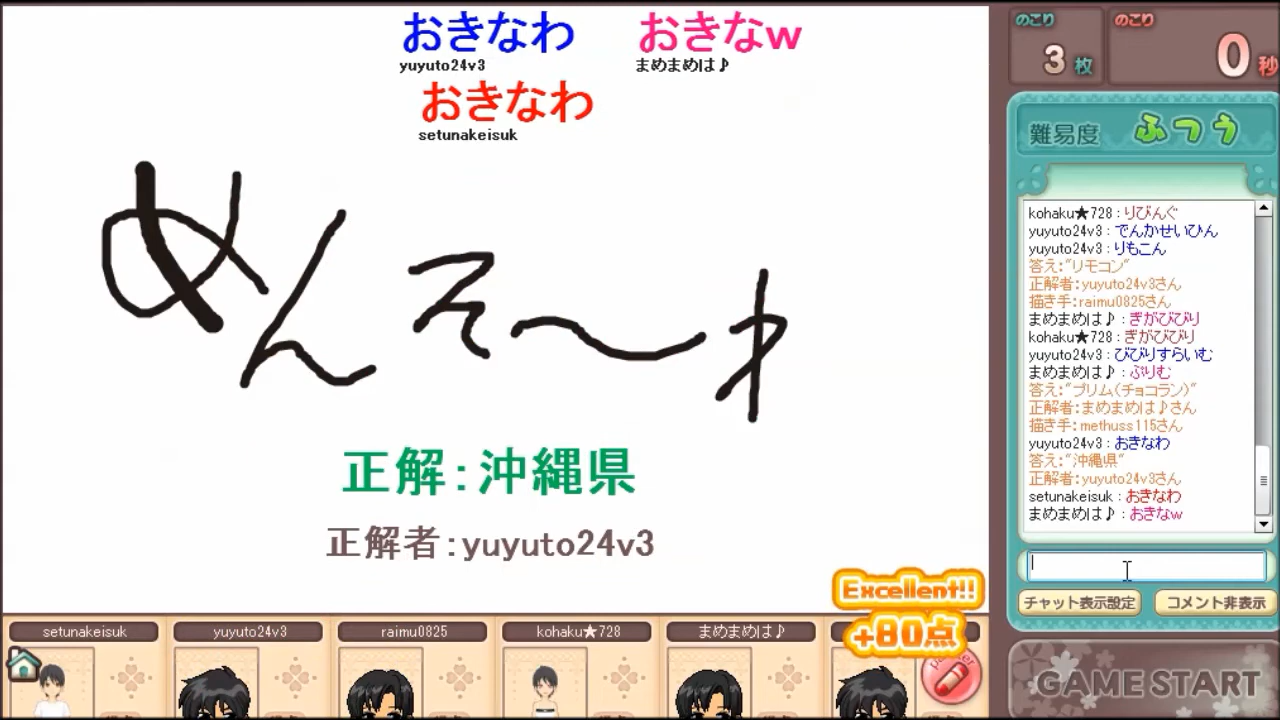 おきなわ
yuyuto24v3
おきなw
まめまめは♪
おきなわ
setunakeisuk
めんそ〜
正解:沖縄県
正解者:yuyuto24v3
Excellent!!
+80点
setunakeisuk
yuyuto24v3
raimu0825
kohaku★728
まめまめは♪
のこり
3枚
のこり
0秒
難易度 ふつう
kohaku★728:りびんぐ
yuyuto24v3:でんかせいひん
yuyuto24v3:りもこん
答え:"リモコン"
正解者:yuyuto24v3さん
描き手:raimu0825さん
まめまめは♪:ぎがびびり
kohaku★728:ぎがびびり
yuyuto24v3:びびりすらいむ
まめまめは♪:ぷりむ
答え:"プリム(チョコラン)"
正解者:まめまめは♪さん
描き手:methuss115さん
yuyuto24v3:おきなわ
答え:"沖縄県"
正解者:yuyuto24v3さん
setunakeisuk:おきなわ
まめまめは♪:おきなw
チャット表示設定
コメント非表示
GAME START